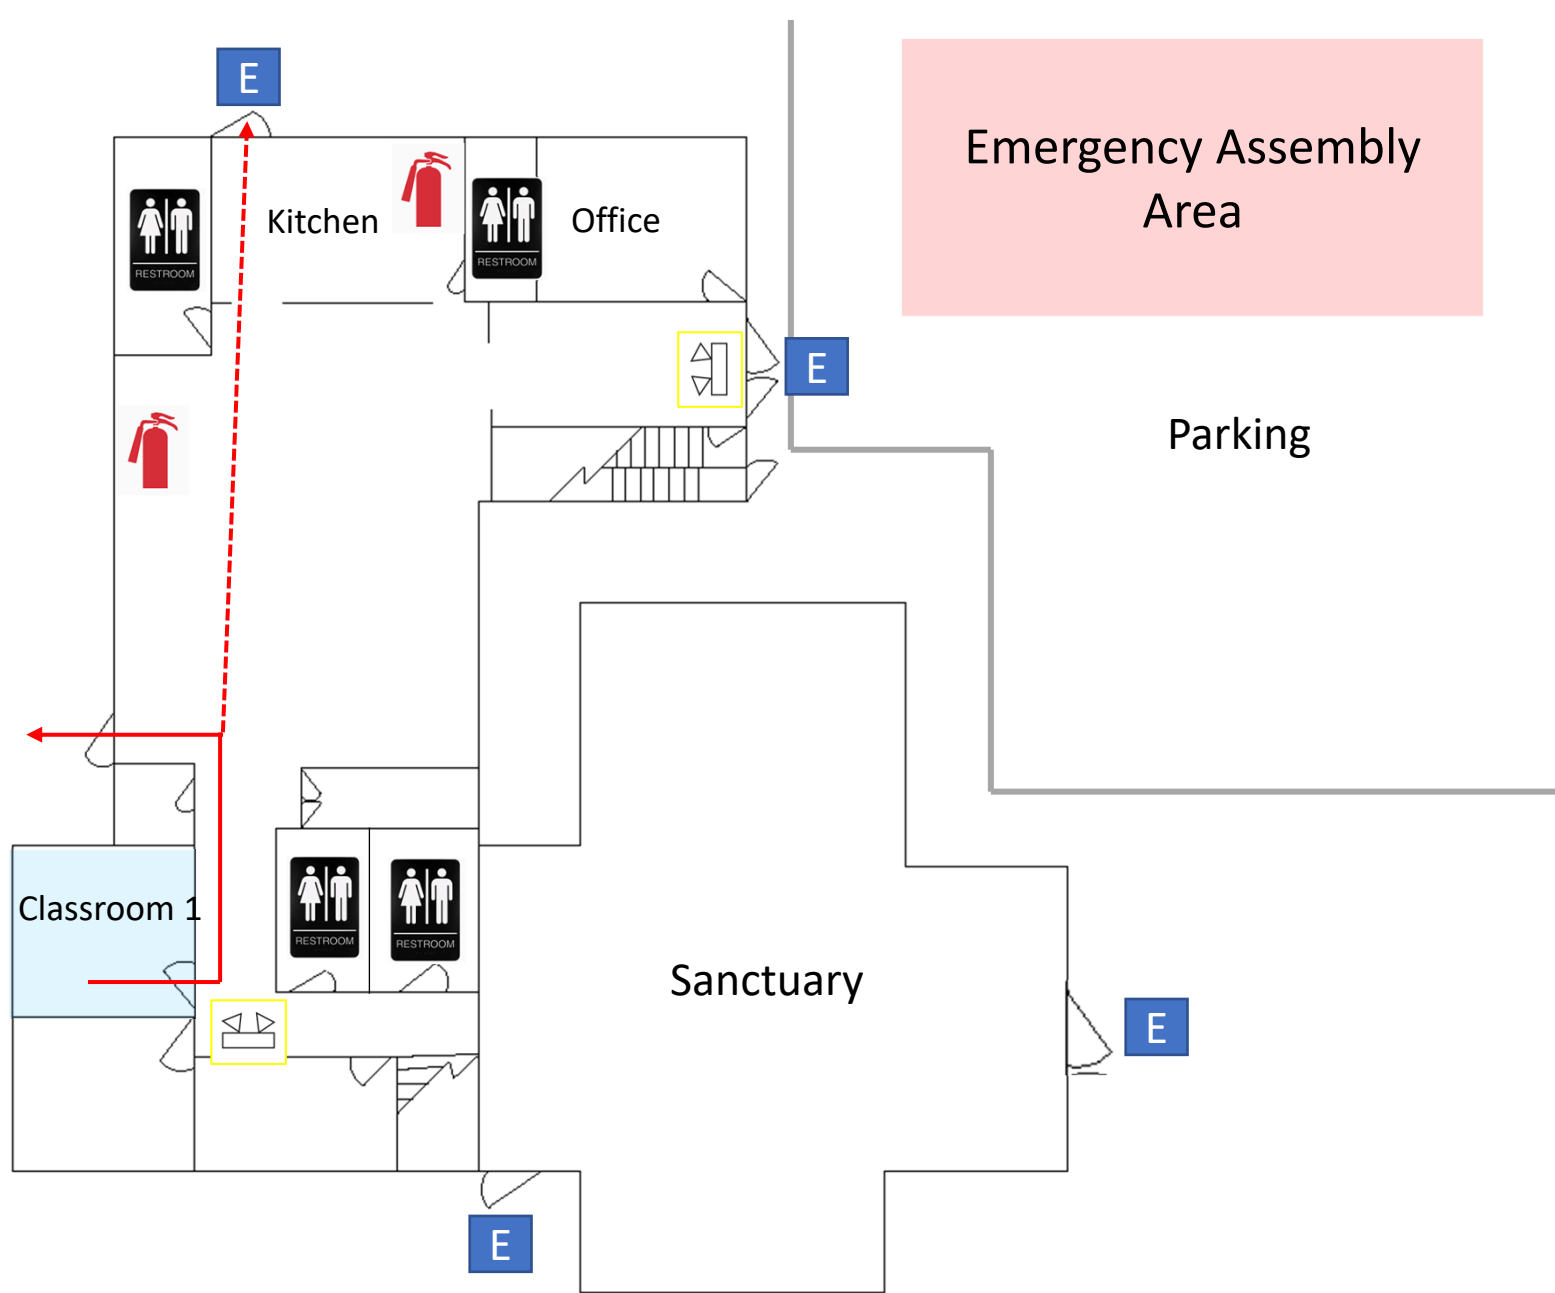 E
Emergency Assembly
Area
Kitchen
Office
RESTROOM
RESTROOM
E
Parking
Classroom 1
RESTROOM
RESTROOM
Sanctuary
E
E